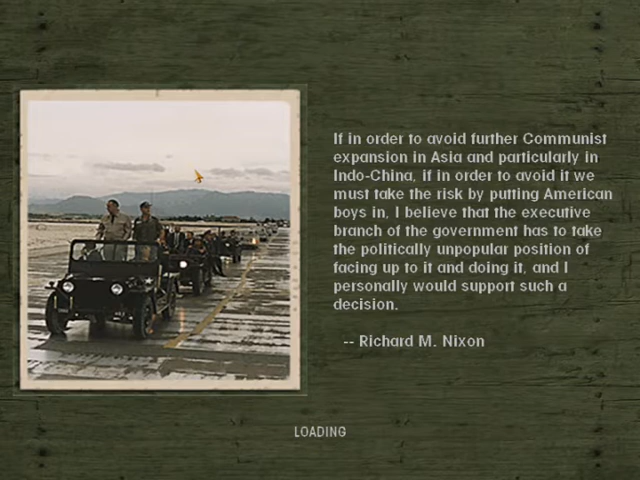 If in order to avoid further Communist
expansion in Asia and particularly in
Indo-China, if in order to avoid it we
must take the risk by putting American
boys in, I believe that the executive
branch of the government has to take
the politically unpopular position of
facing up to it and doing it, and I
personally would support such a
decision.
-- Richard M. Nixon
LOADING